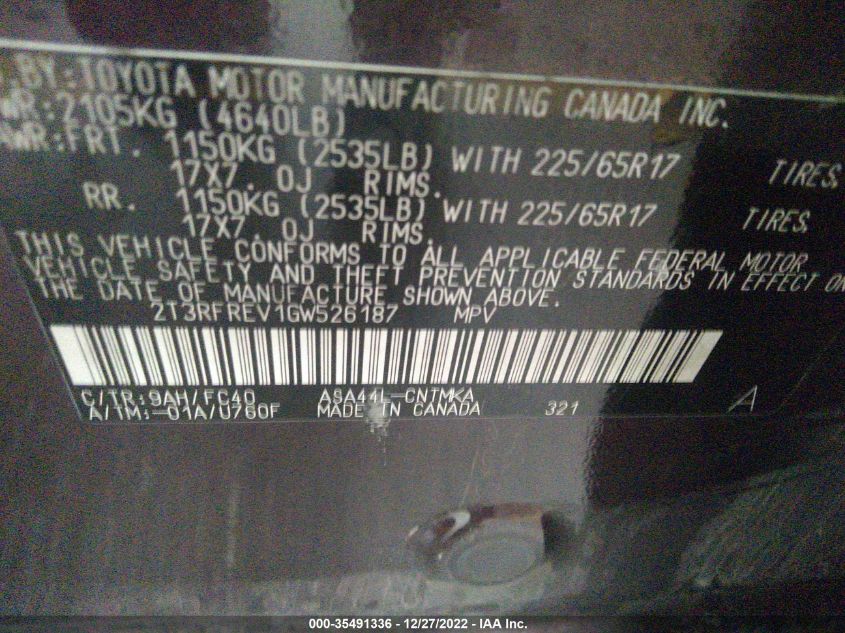 BY:TOYOTA MOTOR MANUFACTURING CANADA INC.
WR:2105KG (4640LB)
WR:FRT. 1150KG (2535LB) WITH 225/65R17 TIRES
17X7.0J RIMS.
RR. 1150KG (2535LB) WITH 225/65R17 TIRES
17X7.0J RIMS.
THIS VEHICLE CONFORMS TO ALL APPLICABLE FEDERAL MOTOR
VEHICLE SAFETY AND THEFT PREVENTION STANDARDS IN EFFECT ON
THE DATE OF MANUFACTURE SHOWN ABOVE.
2T3RFREV1GW526187 MPV
C/TR:9AH/FC40 ASA44L-CNTMKA
A/TM:-01A/U760F MADE IN CANADA 321 A
000-35491336 - 12/27/2022 - IAA Inc.